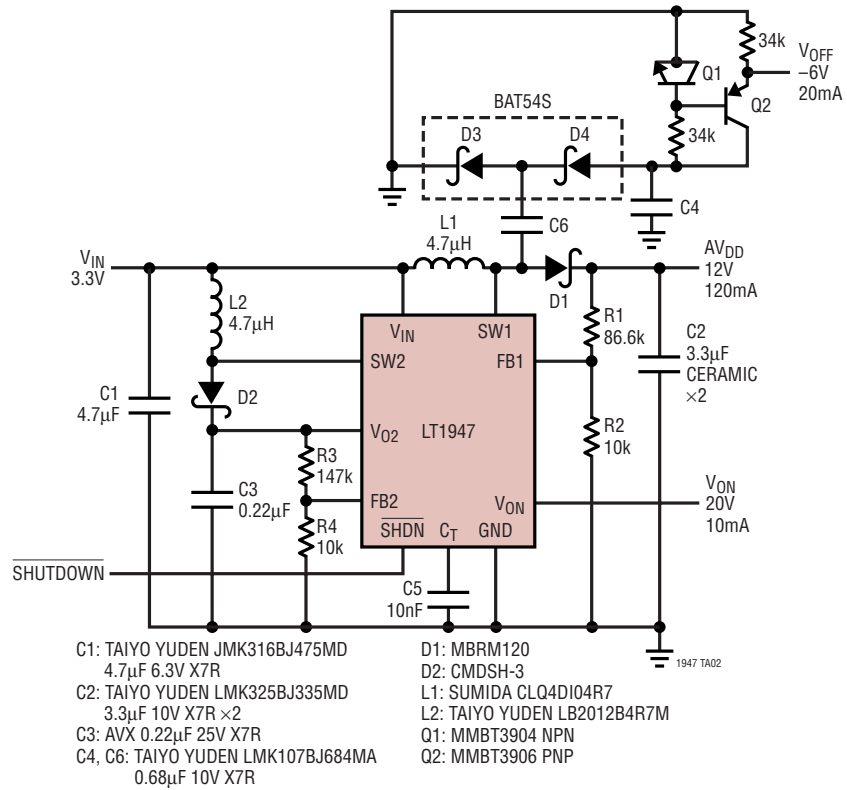 34k
V_OFF
–6V
20mA
Q1
Q2
34k
BAT54S
D3
D4
C4
C6
L1
4.7µH
V_IN
3.3V
AV_DD
12V
120mA
D1
L2
4.7µH
V_IN
SW1
R1
86.6k
SW2
FB1
C2
3.3µF
CERAMIC
×2
C1
4.7µF
D2
V_O2
LT1947
R2
10k
R3
147k
C3
0.22µF
FB2
V_ON
V_ON
20V
10mA
R4
10k
SHDN
C_T
GND
SHUTDOWN
C5
10nF
1947 TA02
C1: TAIYO YUDEN JMK316BJ475MD
4.7µF 6.3V X7R
C2: TAIYO YUDEN LMK325BJ335MD
3.3µF 10V X7R ×2
C3: AVX 0.22µF 25V X7R
C4, C6: TAIYO YUDEN LMK107BJ684MA
0.68µF 10V X7R
D1: MBRM120
D2: CMDSH-3
L1: SUMIDA CLQ4DI04R7
L2: TAIYO YUDEN LB2012B4R7M
Q1: MMBT3904 NPN
Q2: MMBT3906 PNP